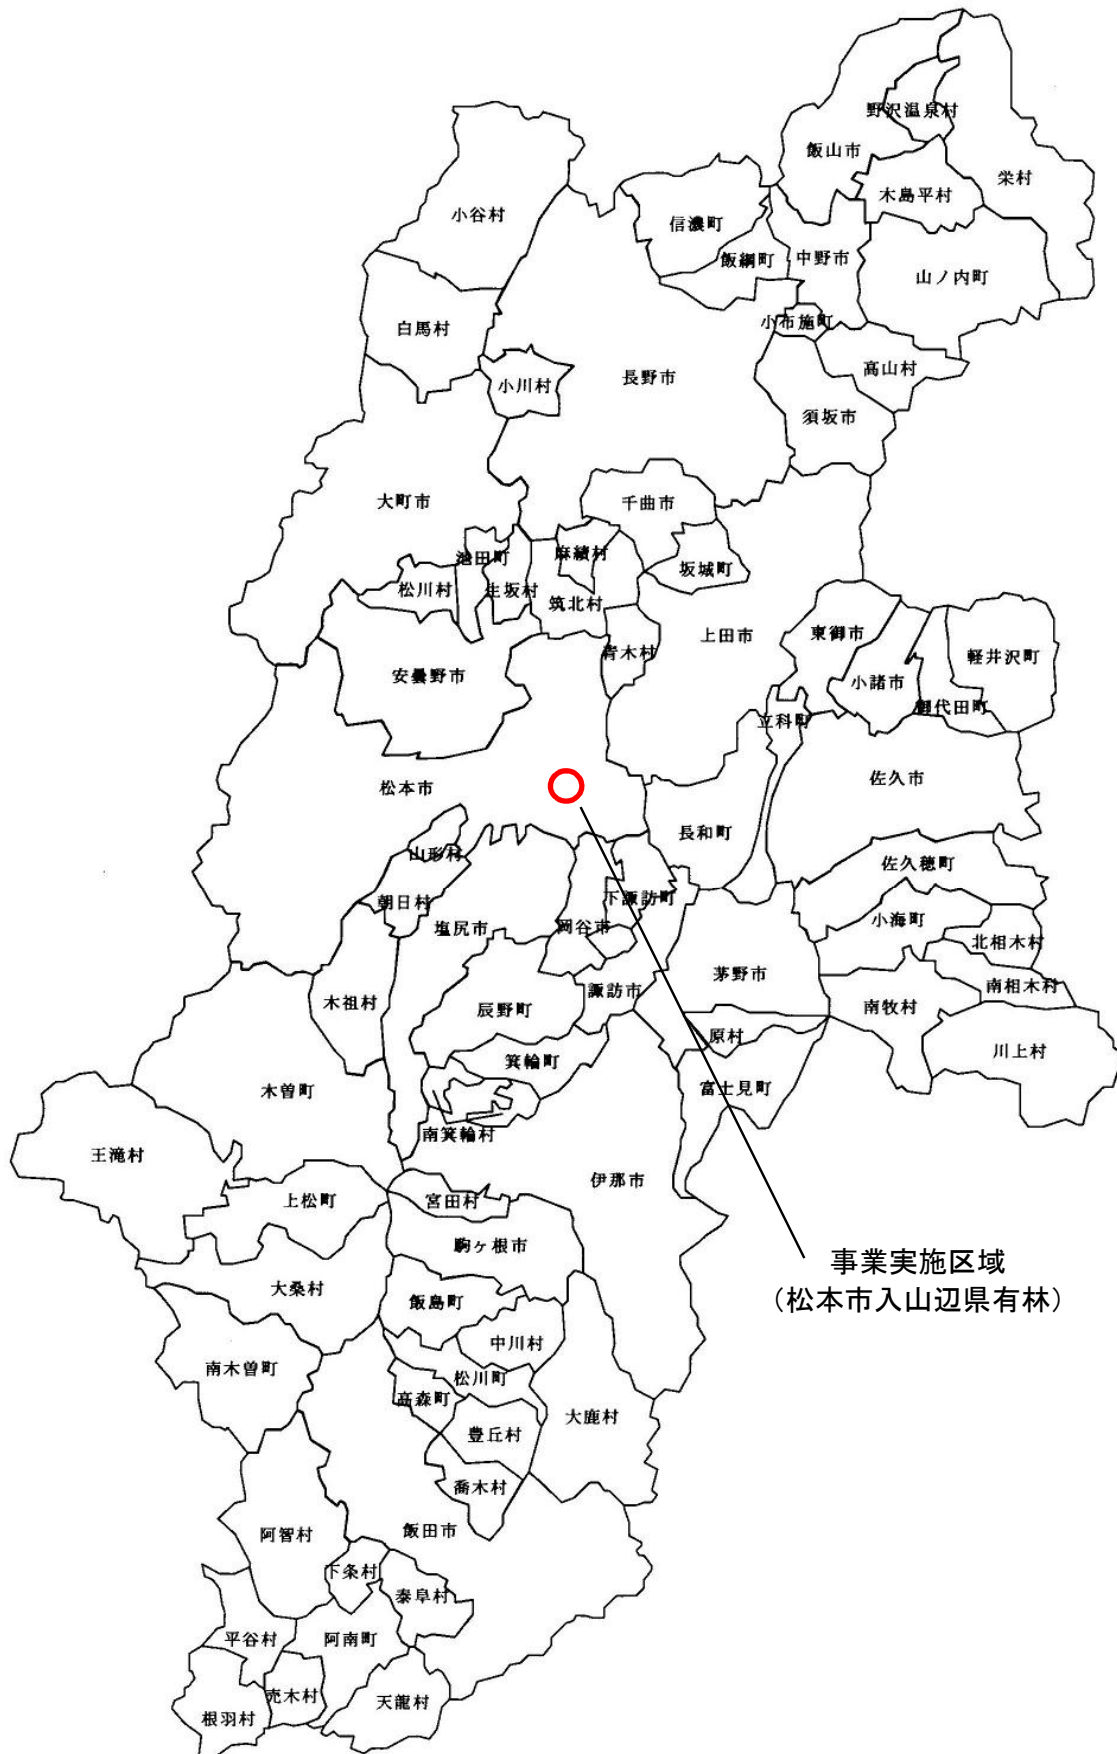 野沢温泉村
飯山市
栄村
木島平村
小谷村
信濃町
飯綱町
中野市
山ノ内町
小布施町
白馬村
高山村
長野市
小川村
須坂市
大町市
千曲市
麻績村
池田町
坂城町
松川村
生坂村
筑北村
上田市
東御市
青木村
軽井沢町
安曇野市
小諸市
御代田町
立科町
佐久市
松本市
長和町
山形村
佐久穂町
朝日村
下諏訪町
小海町
塩尻市
岡谷市
北相木村
茅野市
南相木村
諏訪市
木祖村
辰野町
南牧村
原村
川上村
箕輪町
木曽町
富士見町
南箕輪村
王滝村
伊那市
上松町
宮田村
駒ヶ根市
事業実施区域
（松本市入山辺県有林）
大桑村
飯島町
中川村
南木曽町
松川町
高森町
大鹿村
豊丘村
喬木村
飯田市
阿智村
下条村
泰阜村
平谷村
阿南町
売木村
天龍村
根羽村